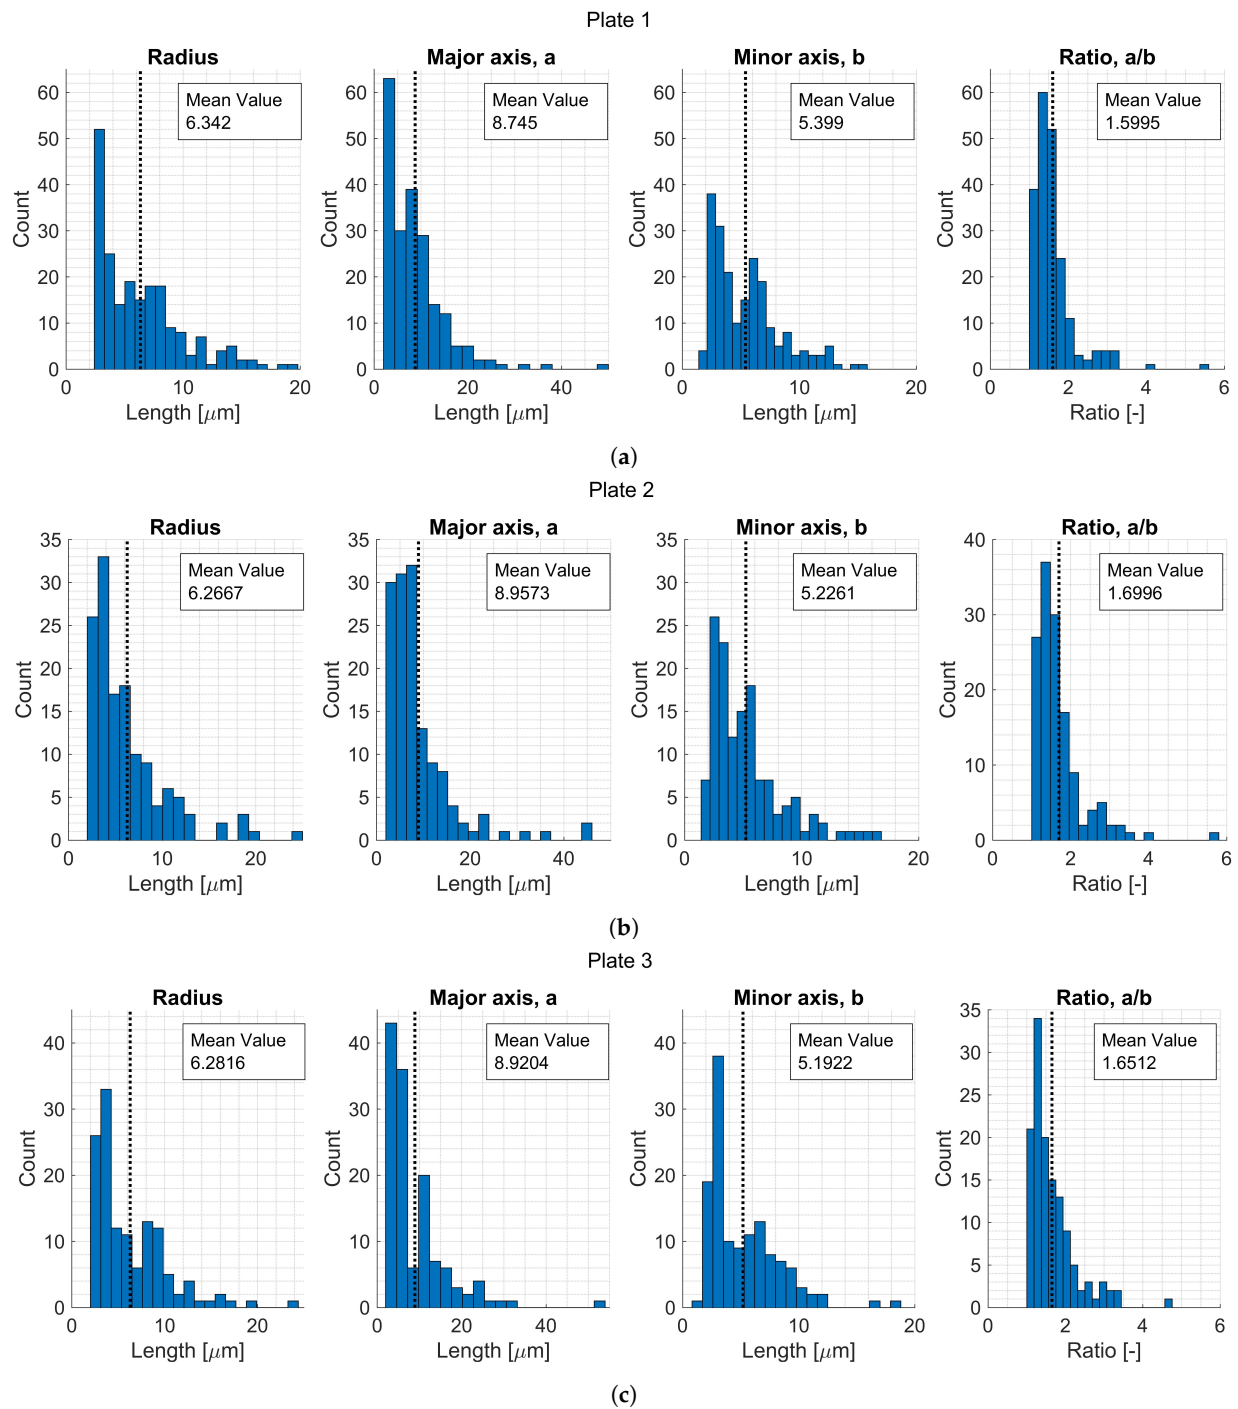 Plate 1
Radius
Major axis, a
Minor axis, b
Ratio, a/b
Mean Value
6.342
Mean Value
8.745
Mean Value
5.399
Mean Value
1.5995
60
50
40
30
20
10
0
Count
0 10 20
Length [μm]
60
50
40
30
20
10
0
Count
0 20 40
Length [μm]
60
50
40
30
20
10
0
Count
0 10 20
Length [μm]
60
50
40
30
20
10
0
Count
0 2 4 6
Ratio [-]
(a)
Plate 2
Radius
Major axis, a
Minor axis, b
Ratio, a/b
Mean Value
6.2667
Mean Value
8.9573
Mean Value
5.2261
Mean Value
1.6996
35
30
25
20
15
10
5
0
Count
0 10 20
Length [μm]
35
30
25
20
15
10
5
0
Count
0 20 40
Length [μm]
35
30
25
20
15
10
5
0
Count
0 10 20
Length [μm]
40
30
20
10
0
Count
0 2 4 6
Ratio [-]
(b)
Plate 3
Radius
Major axis, a
Minor axis, b
Ratio, a/b
Mean Value
6.2816
Mean Value
8.9204
Mean Value
5.1922
Mean Value
1.6512
40
30
20
10
0
Count
0 10 20
Length [μm]
40
30
20
10
0
Count
0 20 40
Length [μm]
40
30
20
10
0
Count
0 10 20
Length [μm]
35
30
25
20
15
10
5
0
Count
0 2 4 6
Ratio [-]
(c)